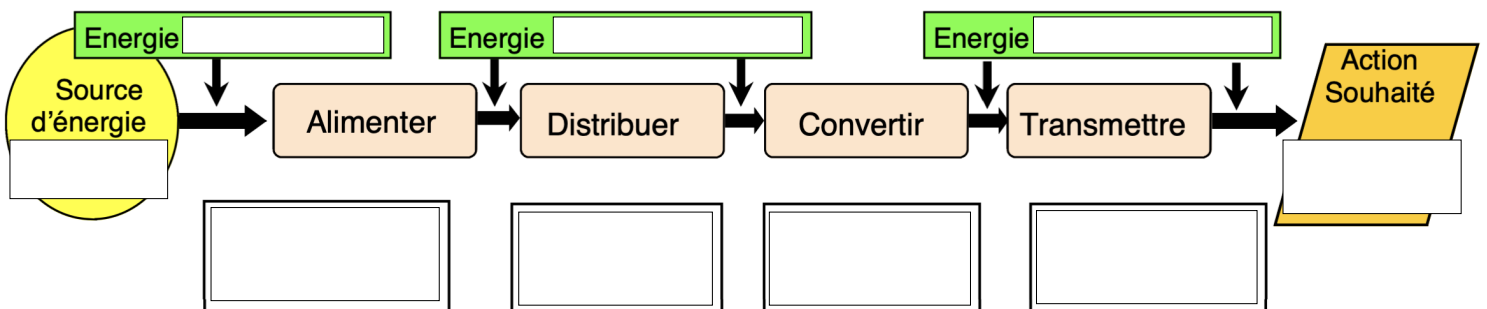 Energie
Energie
Energie
Source
d'énergie
Alimenter
Distribuer
Convertir
Transmettre
Action
Souhaité